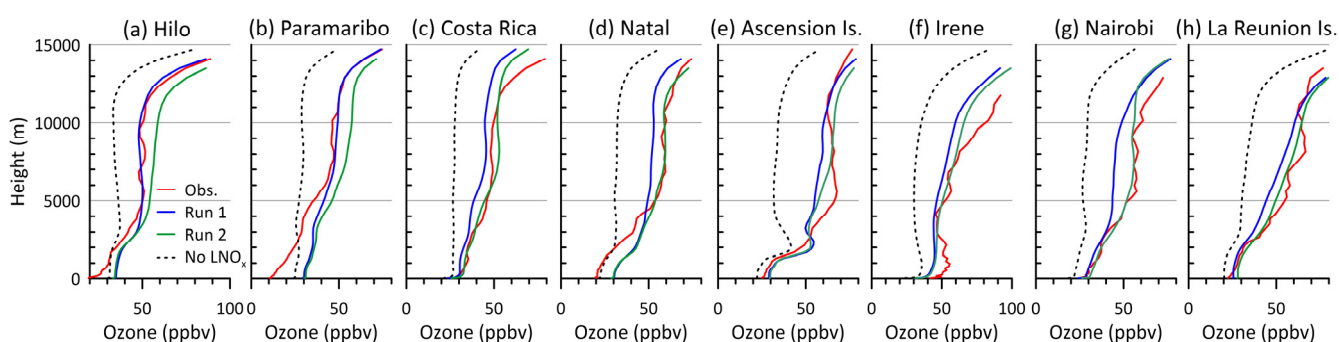 (a) Hilo
(b) Paramaribo
(c) Costa Rica
(d) Natal
(e) Ascension Is.
(f) Irene
(g) Nairobi
(h) La Reunion Is.
Height (m)
15000
10000
5000
0
Obs.
Run 1
Run 2
No LNOx
50 100
0 50
0 50
0 50
0 50
0 50 100
0 50
0 50
Ozone (ppbv)
Ozone (ppbv)
Ozone (ppbv)
Ozone (ppbv)
Ozone (ppbv)
Ozone (ppbv)
Ozone (ppbv)
Ozone (ppbv)